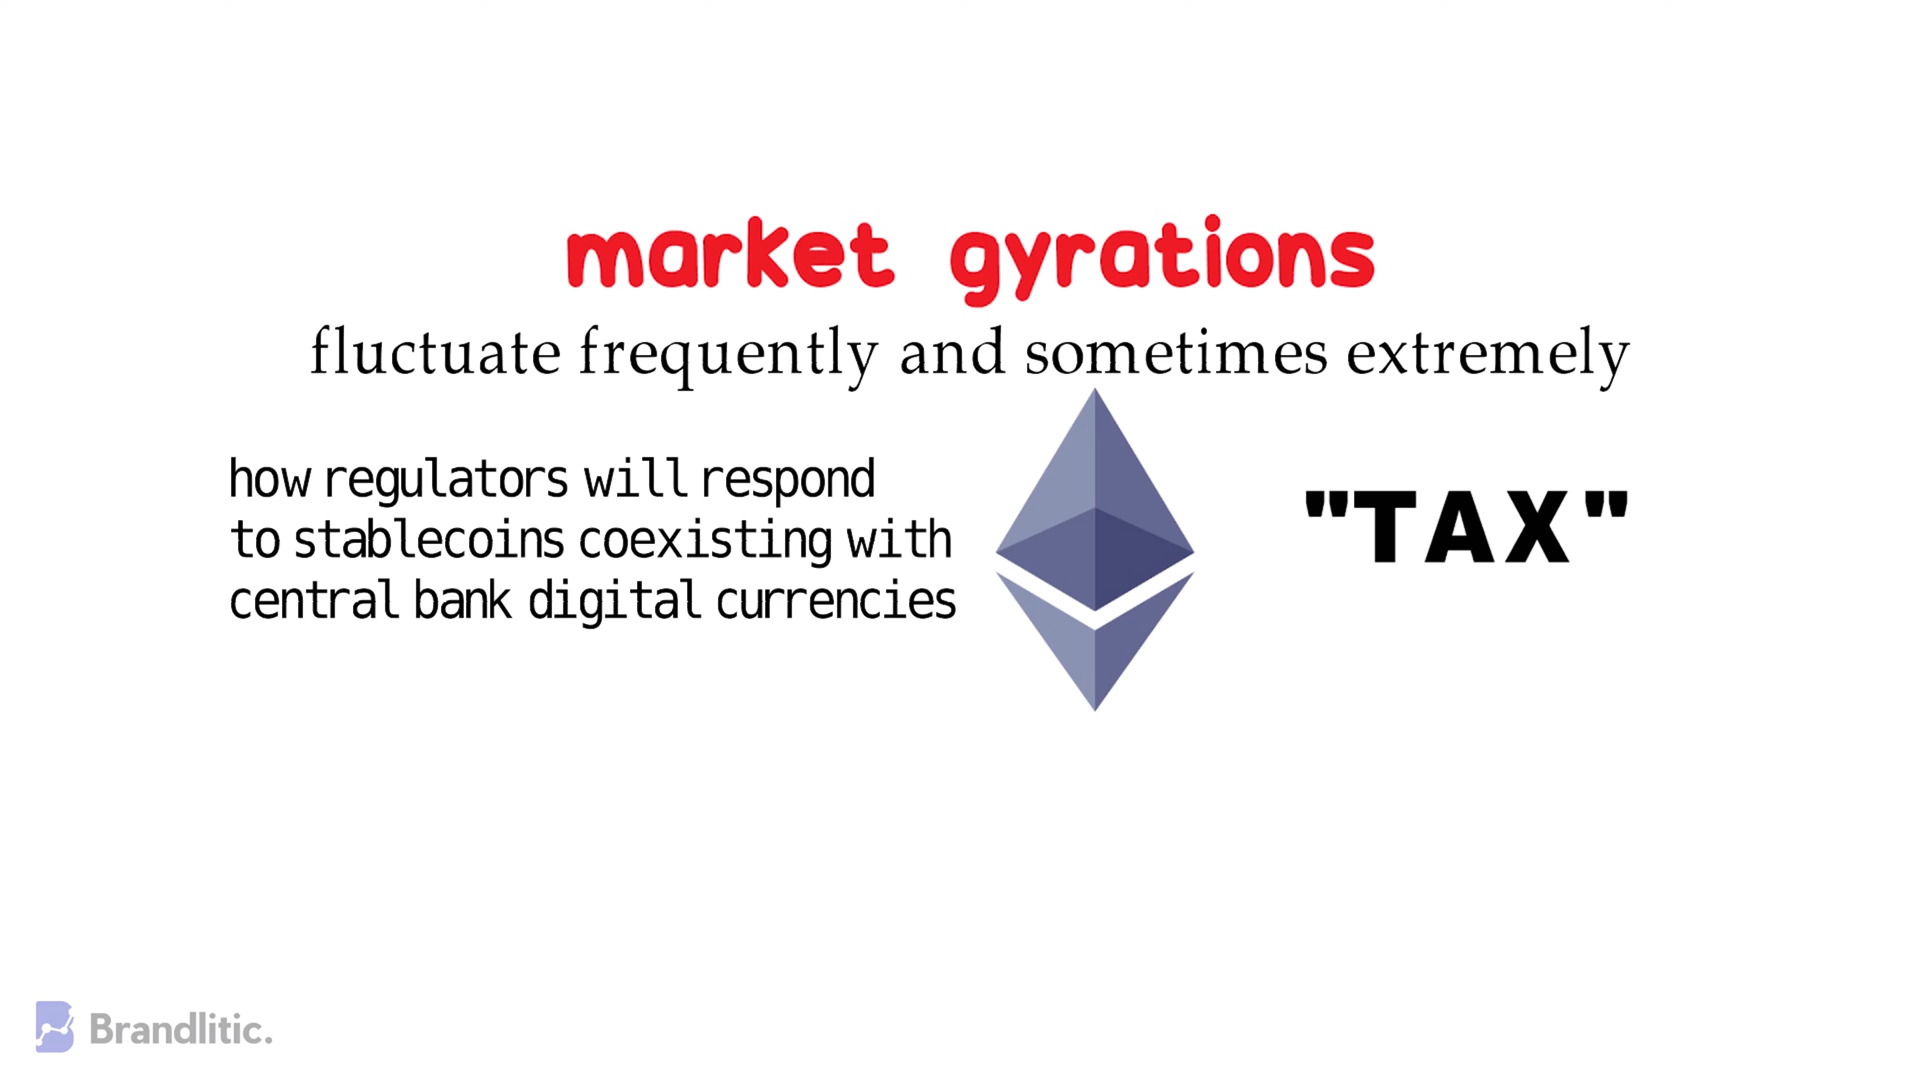 market gyrations
fluctuate frequently and sometimes extremely
how regulators will respond
to stablecoins coexisting with
central bank digital currencies
"TAX"
Brandlitic.